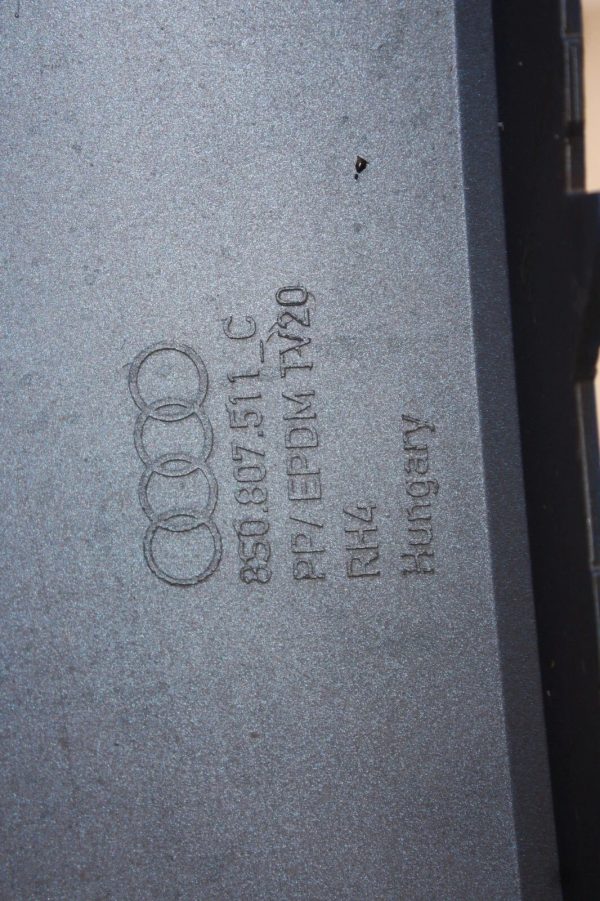 8S0.807.511_C
PP/EPDM TV20
RH4
Hungary